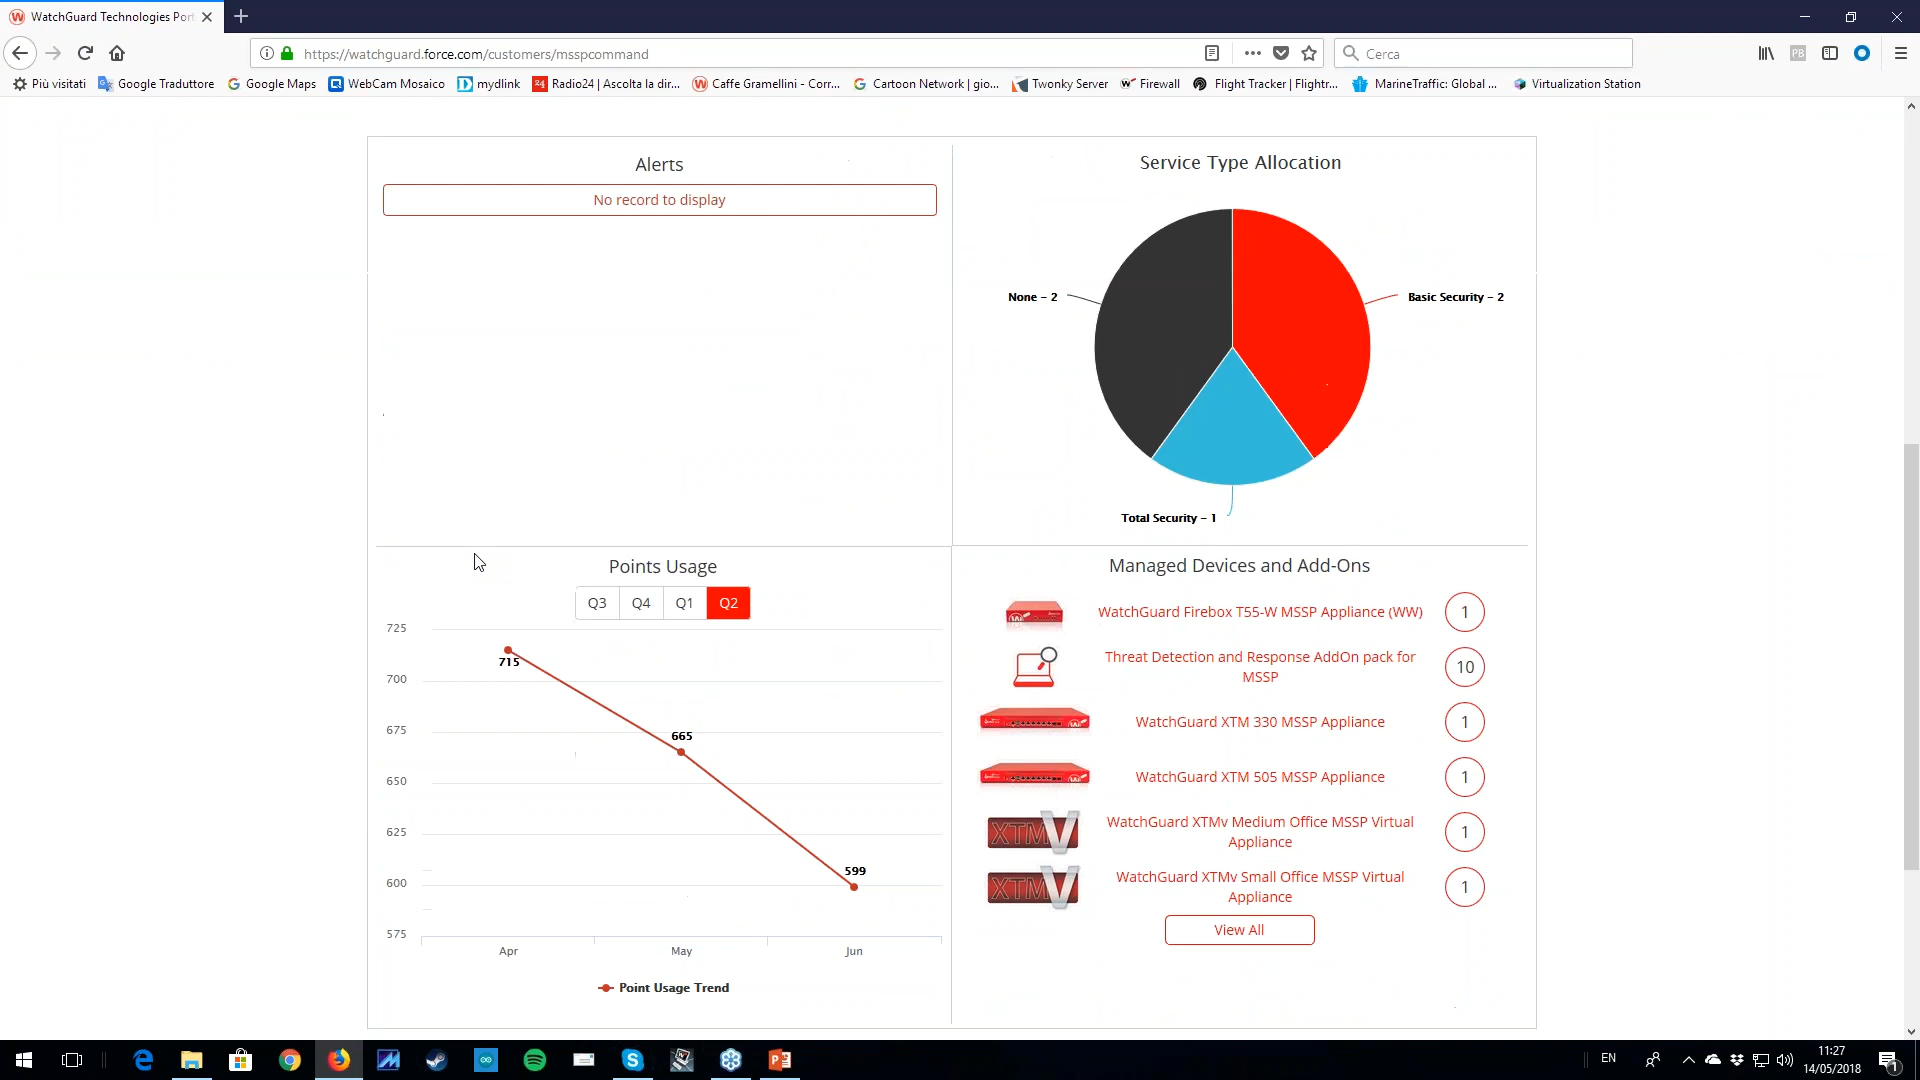 WatchGuard Technologies Port
https://watchguard.force.com/customers/msspcommand
Cerca
Più visitati
Google Traduttore
Google Maps
WebCam Mosaico
mydlink
Radio24 | Ascolta la dir...
Caffe Gramellini - Corr...
Cartoon Network | gio...
Twonky Server
Firewall
Flight Tracker | Flightr...
MarineTraffic: Global ...
Virtualization Station
Alerts
No record to display
Service Type Allocation
None - 2
Basic Security - 2
Total Security - 1
Points Usage
Q3 Q4 Q1 Q2
725
700
675
650
625
600
575
715
665
599
Apr May Jun
Point Usage Trend
Managed Devices and Add-Ons
WatchGuard Firebox T55-W MSSP Appliance (WW) 1
Threat Detection and Response AddOn pack for
MSSP
10
WatchGuard XTM 330 MSSP Appliance 1
WatchGuard XTM 505 MSSP Appliance 1
XTMV
WatchGuard XTMv Medium Office MSSP Virtual
Appliance
1
XTMV
WatchGuard XTMv Small Office MSSP Virtual
Appliance
1
View All
EN
11:27
14/05/2018
1